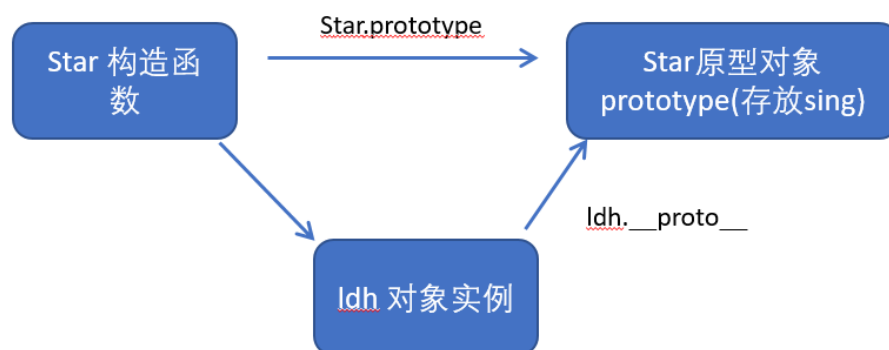 Star.prototype
Star 构造函
数
Star原型对象
prototype(存放sing)
ldh.__proto__
ldh 对象实例